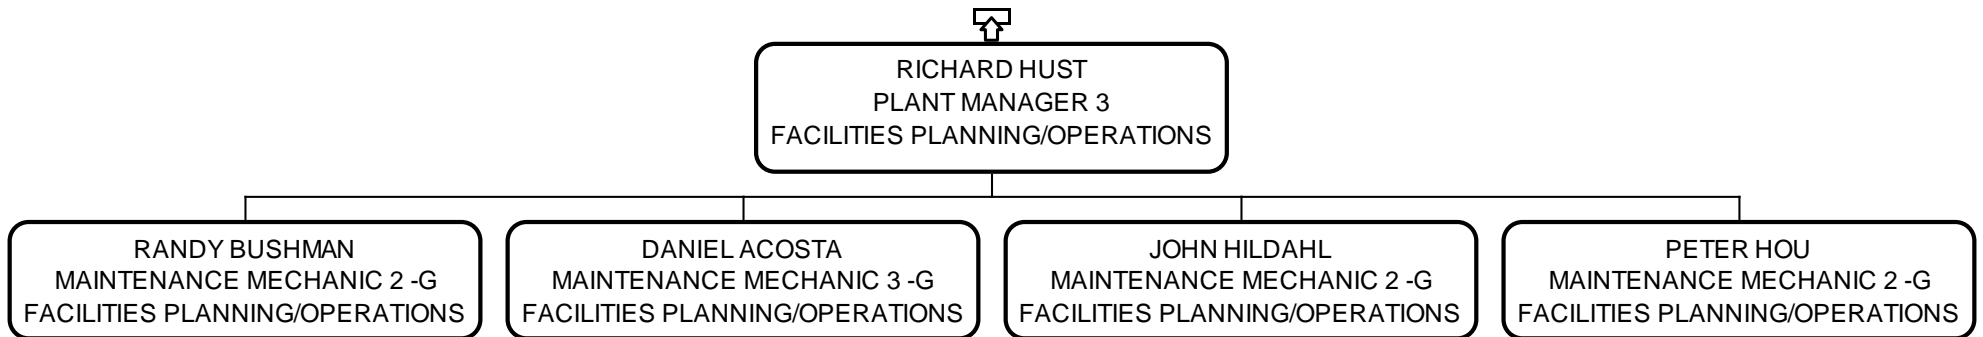 RICHARD HUST
PLANT MANAGER 3
FACILITIES PLANNING/OPERATIONS
RANDY BUSHMAN
MAINTENANCE MECHANIC 2 -G
FACILITIES PLANNING/OPERATIONS
DANIEL ACOSTA
MAINTENANCE MECHANIC 3 -G
FACILITIES PLANNING/OPERATIONS
JOHN HILDAHL
MAINTENANCE MECHANIC 2 -G
FACILITIES PLANNING/OPERATIONS
PETER HOU
MAINTENANCE MECHANIC 2 -G
FACILITIES PLANNING/OPERATIONS